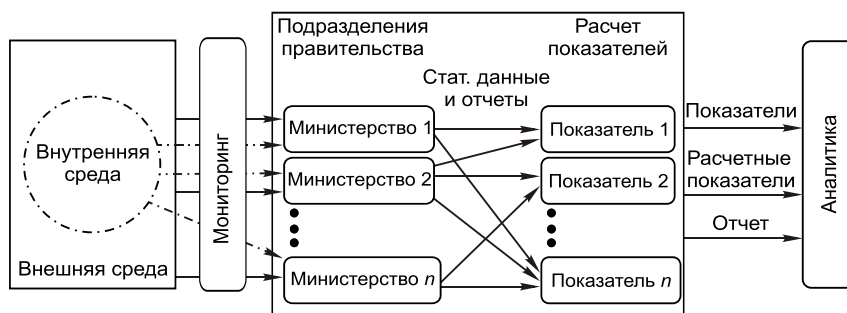 Подразделения
правительства
Расчет
показателей
Внутренняя
среда
Внешняя среда
Мониторинг
Стат. данные
и отчеты
Министерство 1
Министерство 2
Министерство n
Показатель 1
Показатель 2
Показатель n
Показатели
Расчетные
показатели
Отчет
Аналитика